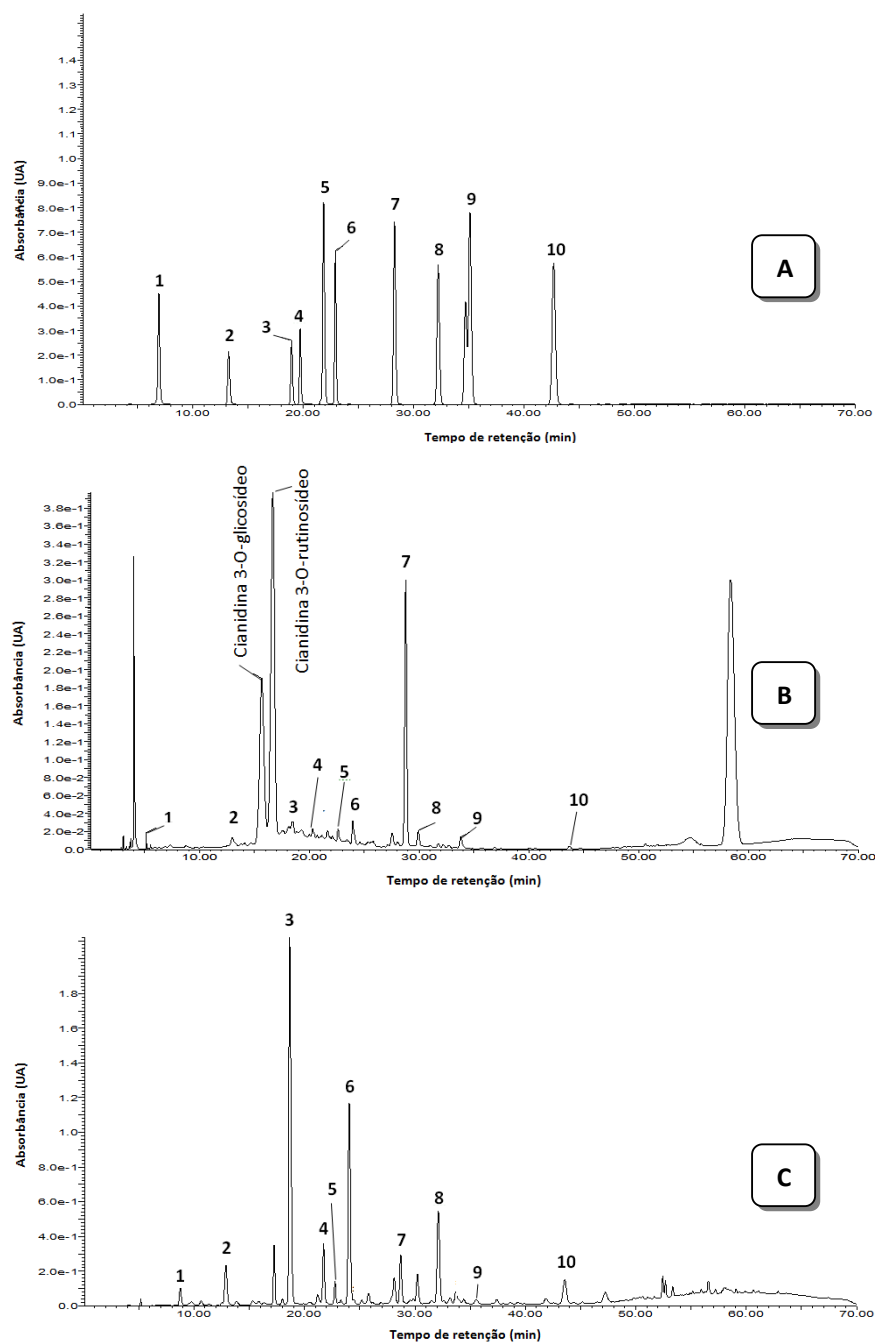 Absorbância (UA)
1.4
1.3
1.2
1.1
1.0
9.0e-1
8.0e-1
7.0e-1
6.0e-1
5.0e-1
4.0e-1
3.0e-1
2.0e-1
1.0e-1
0.0
1
2
3
4
5
6
7
8
9
10
A
10.00 20.00 30.00 40.00 50.00 60.00 70.00
Tempo de retenção (min)
Absorbância (UA)
3.8e-1
3.6e-1
3.4e-1
3.2e-1
3.0e-1
2.8e-1
2.6e-1
2.4e-1
2.2e-1
2.0e-1
1.8e-1
1.6e-1
1.4e-1
1.2e-1
1.0e-1
8.0e-2
6.0e-2
4.0e-2
2.0e-2
Cianidina 3-O-glicosídeo
Cianidina 3-O-rutinosídeo
1
2
3
4
5
6
7
8
9
10
B
10.00 20.00 30.00 40.00 50.00 60.00 70.00
Tempo de retenção (min)
Absorbância (UA)
1.8
1.6
1.4
1.2
1.0
8.0e-1
6.0e-1
4.0e-1
2.0e-1
0.0
1
2
3
4
5
6
7
8
9
10
C
10.00 20.00 30.00 40.00 50.00 60.00 70.00
Tempo de retenção (min)